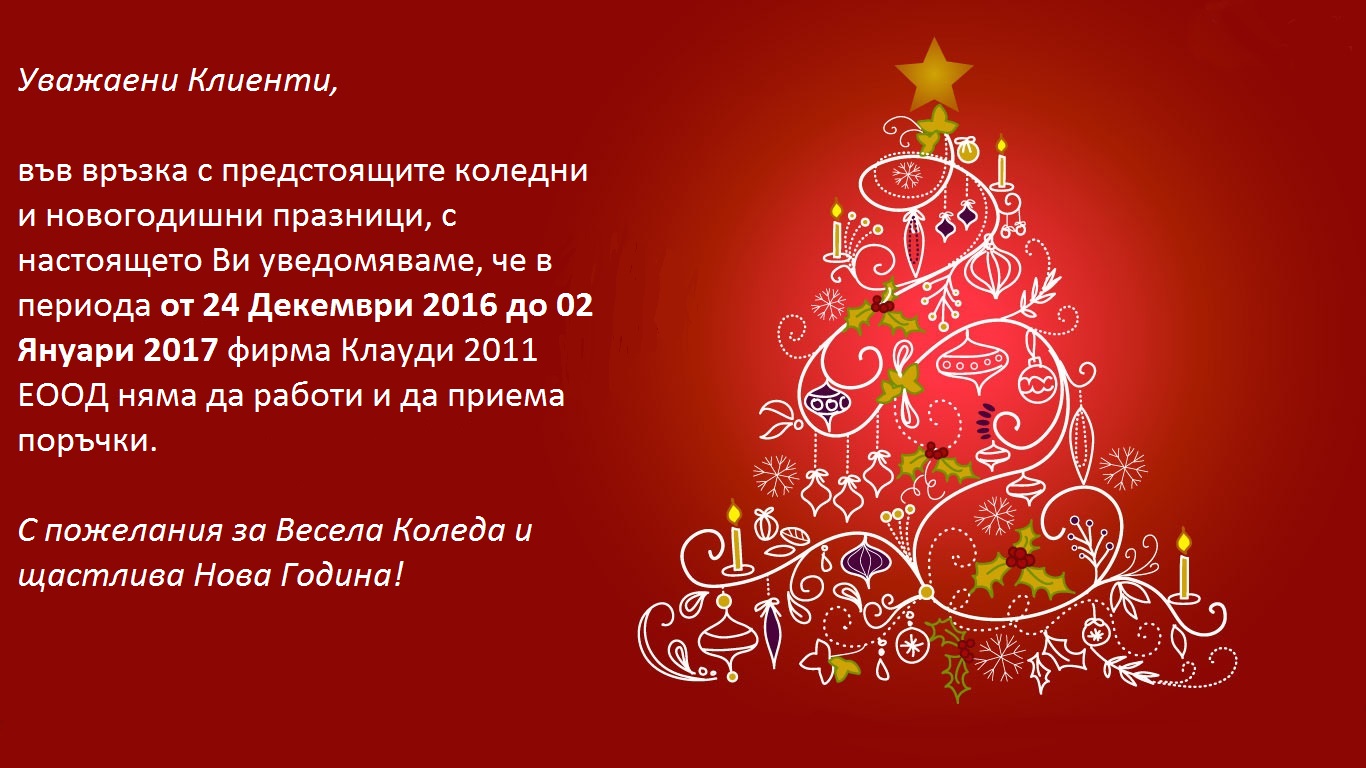 Уважаени Клиенти,
във връзка с предстоящите коледни
и новогодишни празници, с
настоящето Ви уведомяваме, че в
периода от 24 Декември 2016 до 02
Януари 2017 фирма Клауди 2011
ЕООД няма да работи и да приема
поръчки.
С пожелания за Весела Коледа и
щастлива Нова Година!